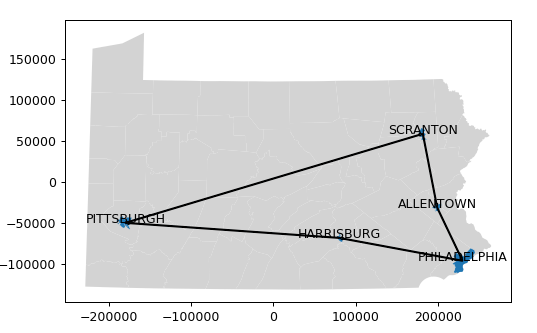 150000
100000
50000
SCRANTON
0
ALLENTOWN
PITTSBURGH
−50000
HARRISBURG
PHILADELPHIA
−100000
−200000 −100000 0 100000 200000